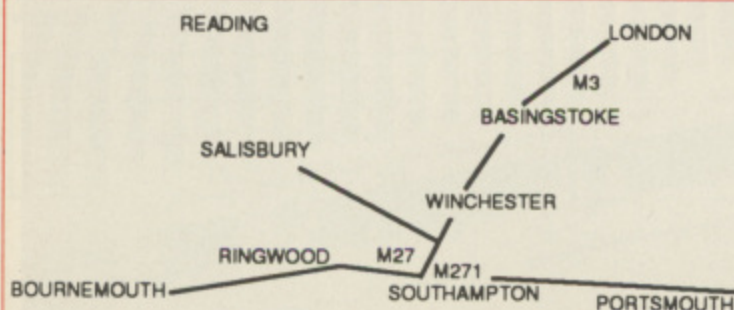 READING
LONDON
M3
BASINGSTOKE
SALISBURY
WINCHESTER
RINGWOOD
M27
M271
BOURNEMOUTH
SOUTHAMPTON
PORTSMOUTH